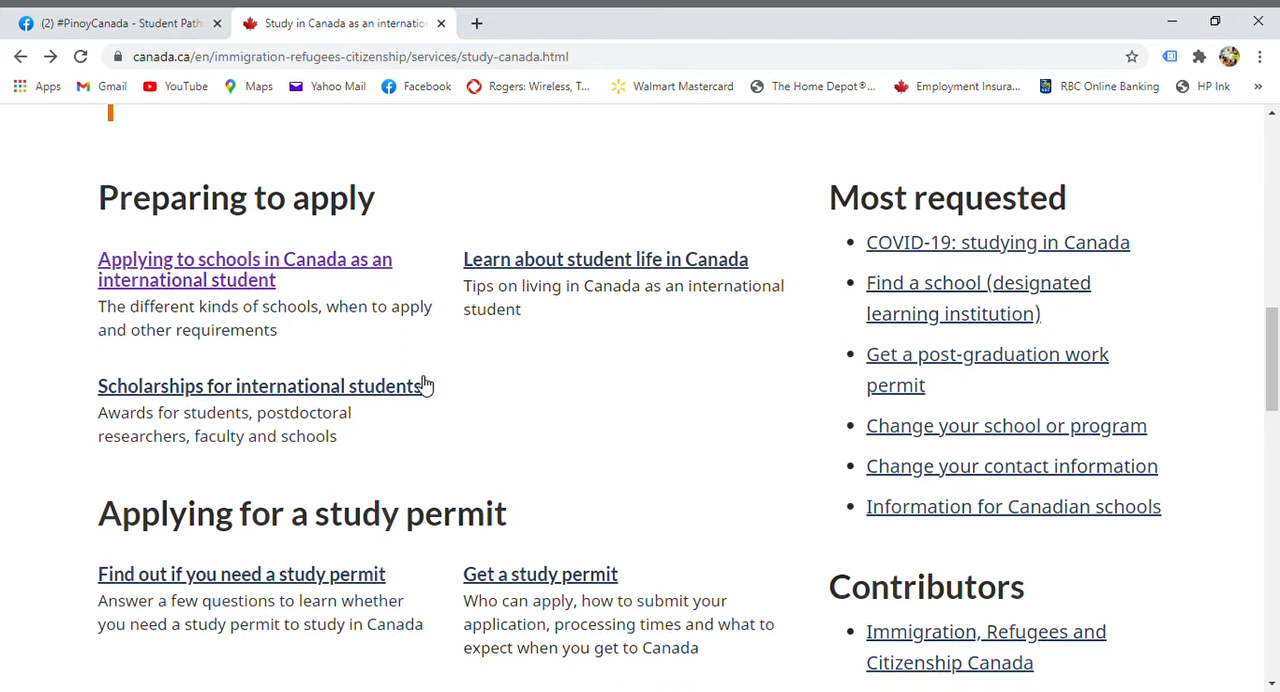 (2) #PinoyCanada - Student Path
Study in Canada as an internatio
canada.ca/en/immigration-refugees-citizenship/services/study-canada.html
Apps
Gmail
YouTube
Maps
Yahoo Mail
Facebook
Rogers: Wireless, T...
Walmart Mastercard
The Home Depot®...
Employment Insura...
RBC Online Banking
HP Ink
»
Preparing to apply
Applying to schools in Canada as an
international student
The different kinds of schools, when to apply
and other requirements
Learn about student life in Canada
Tips on living in Canada as an international
student
Scholarships for international students
Awards for students, postdoctoral
researchers, faculty and schools
Applying for a study permit
Find out if you need a study permit
Answer a few questions to learn whether
you need a study permit to study in Canada
Get a study permit
Who can apply, how to submit your
application, processing times and what to
expect when you get to Canada
Most requested
COVID-19: studying in Canada
Find a school (designated
learning institution)
Get a post-graduation work
permit
Change your school or program
Change your contact information
Information for Canadian schools
Contributors
Immigration, Refugees and
Citizenship Canada